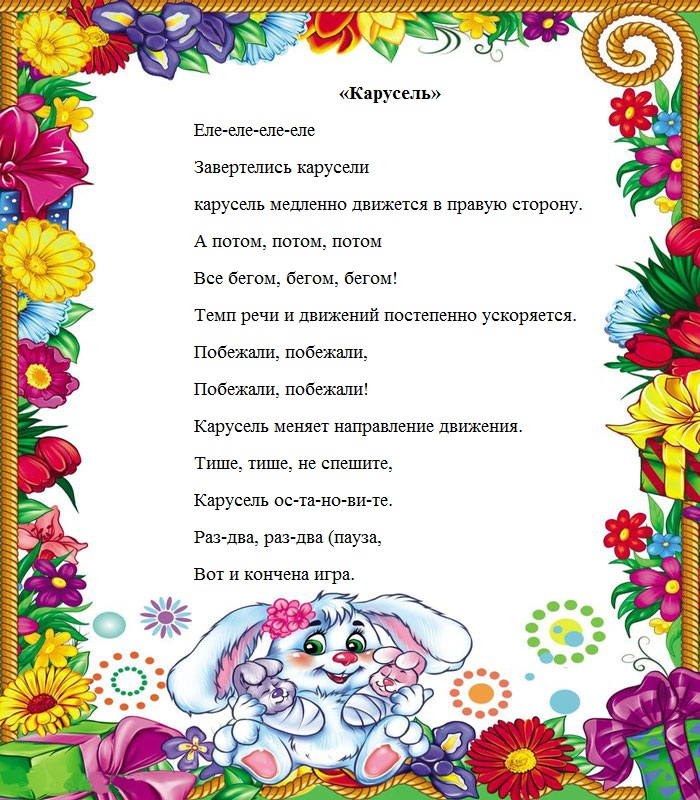 «Карусель»
Еле-еле-еле-еле
Завертелись карусели
карусель медленно движется в правую сторону.
А потом, потом, потом
Все бегом, бегом, бегом!
Темп речи и движений постепенно ускоряется.
Побежали, побежали,
Побежали, побежали!
Карусель меняет направление движения.
Тише, тише, не спешите,
Карусель ос-та-но-ви-те.
Раз-два, раз-два (пауза,
Вот и кончена игра.